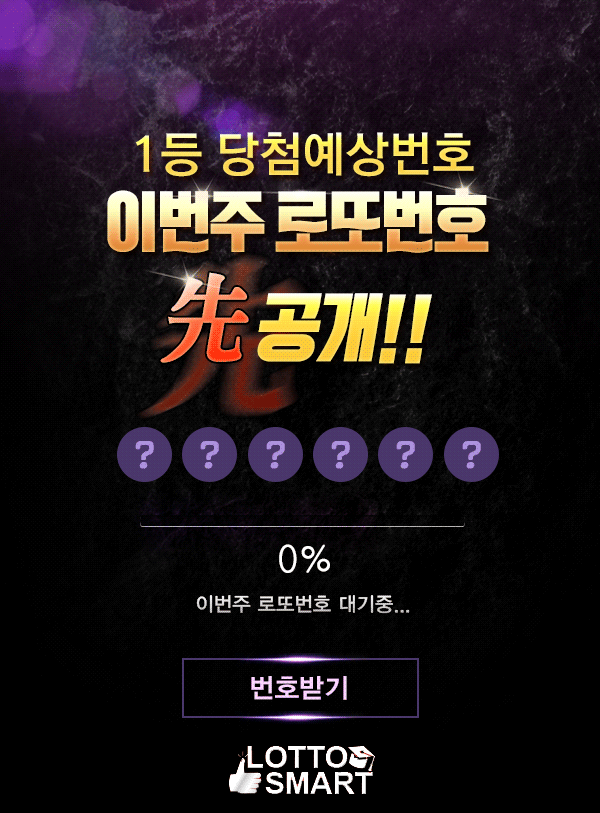 1등 당첨예상번호
이번주 로또번호
先 공개!!
? ? ? ? ? ?
0%
이번주 로또번호 대기중...
번호받기
LOTTO
SMART